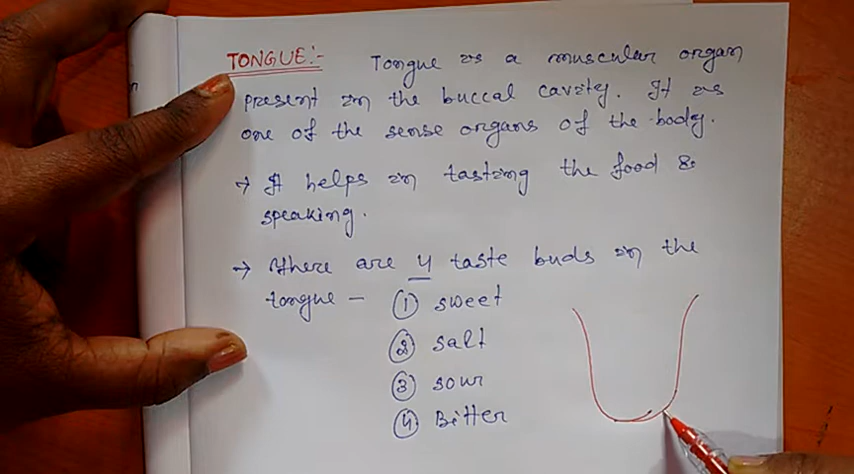 TONGUE:- Tongue is a muscular organ
present in the buccal cavity. It is
one of the sense organs of the body.
→ It helps in tasting the food &
speaking.
→ There are 4 taste buds in the
tongue - ① sweet
② salt
③ sour
④ Bitter